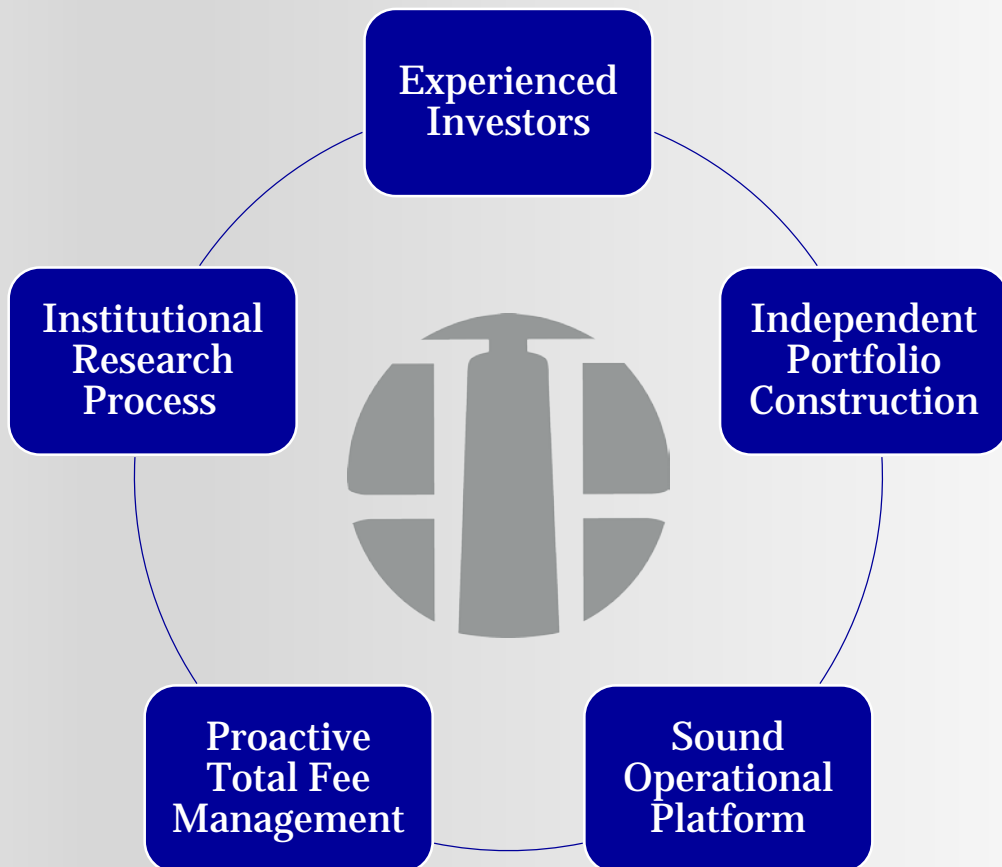 Experienced
Investors
Institutional
Research
Process
Independent
Portfolio
Construction
Proactive
Total Fee
Management
Sound
Operational
Platform